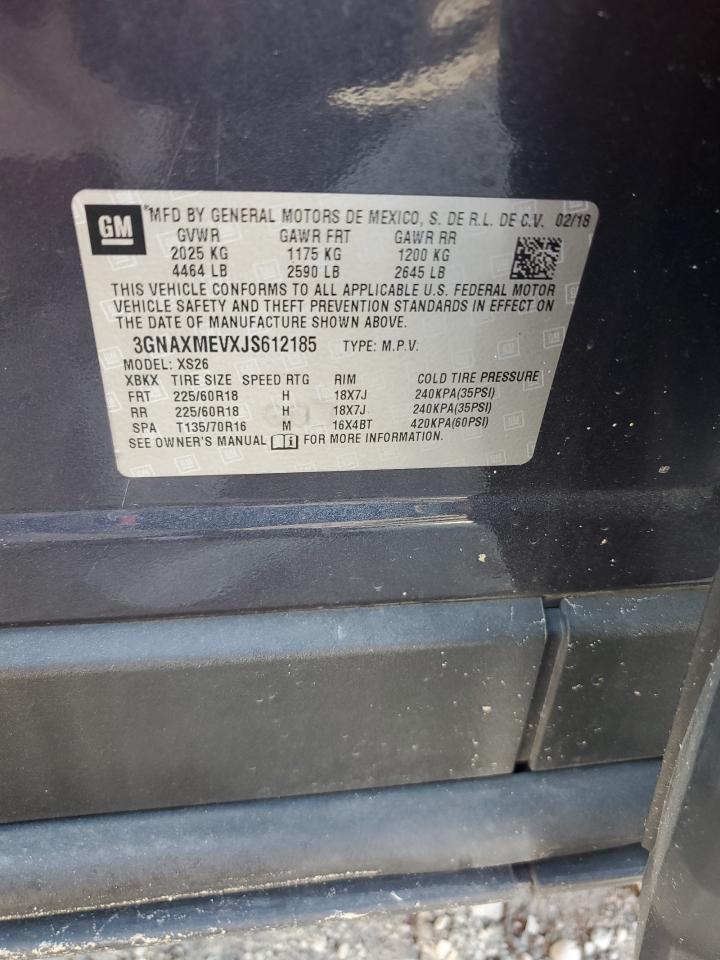 GM *MFD BY GENERAL MOTORS DE MEXICO, S. DE R.L. DE C.V. 02/18
GVWR GAWR FRT GAWR RR
2025 KG 1175 KG 1200 KG
4464 LB 2590 LB 2645 LB
THIS VEHICLE CONFORMS TO ALL APPLICABLE U.S. FEDERAL MOTOR
VEHICLE SAFETY AND THEFT PREVENTION STANDARDS IN EFFECT ON
THE DATE OF MANUFACTURE SHOWN ABOVE.
3GNAXMEVXJS612185 TYPE: M.P.V.
MODEL: XS26
XBKX TIRE SIZE SPEED RTG RIM COLD TIRE PRESSURE
FRT 225/60R18 H 18X7J 240KPA(35PSI)
RR 225/60R18 H 18X7J 240KPA(35PSI)
SPA T135/70R16 M 16X4BT 420KPA(60PSI)
SEE OWNER'S MANUAL FOR MORE INFORMATION.